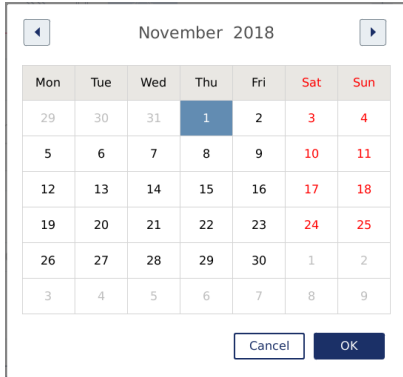 November 2018
Mon Tue Wed Thu Fri Sat Sun
29 30 31 1 2 3 4
5 6 7 8 9 10 11
12 13 14 15 16 17 18
19 20 21 22 23 24 25
26 27 28 29 30 1 2
3 4 5 6 7 8 9
Cancel OK